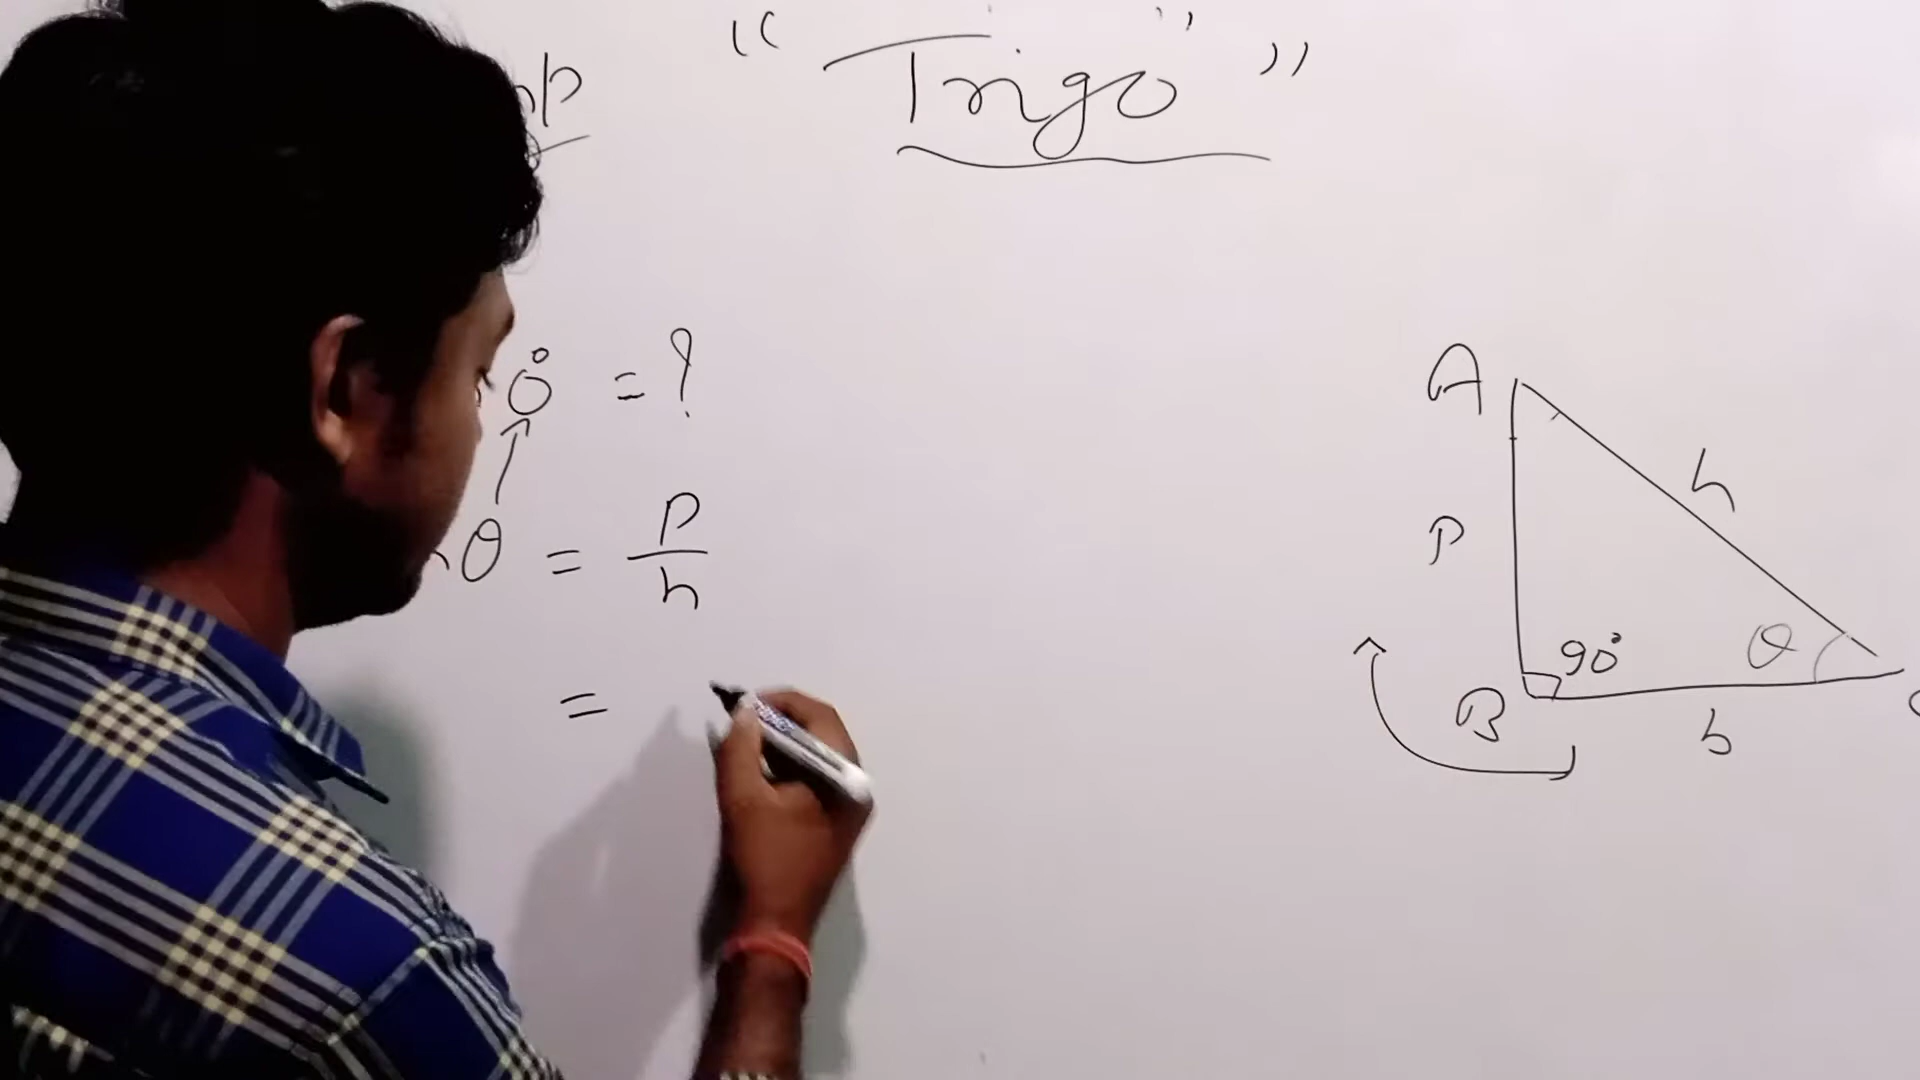 " Trigo "
0° = ?
θ = p
h
=
A
h
P
90°
θ
B
b